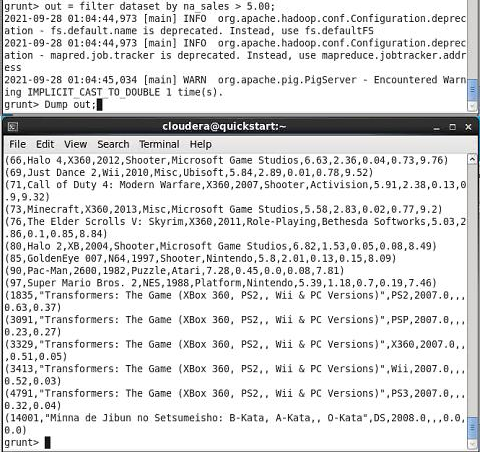 grunt> out = filter dataset by na_sales > 5.00;
2021-09-28 01:04:44,973 [main] INFO  org.apache.hadoop.conf.Configuration.deprec
ation - fs.default.name is deprecated. Instead, use fs.defaultFS
2021-09-28 01:04:44,973 [main] INFO  org.apache.hadoop.conf.Configuration.deprec
ation - mapred.job.tracker is deprecated. Instead, use mapreduce.jobtracker.addr
ess
2021-09-28 01:04:45,034 [main] WARN  org.apache.pig.PigServer - Encountered Warn
ing IMPLICIT_CAST_TO_DOUBLE 1 time(s).
grunt> Dump out;
cloudera@quickstart:~
File Edit View Search Terminal Help
(66,Halo 4,X360,2012,Shooter,Microsoft Game Studios,6.63,2.36,0.04,0.73,9.76)
(69,Just Dance 2,Wii,2010,Misc,Ubisoft,5.84,2.89,0.01,0.78,9.52)
(71,Call of Duty 4: Modern Warfare,X360,2007,Shooter,Activision,5.91,2.38,0.13,0
.9,9.32)
(73,Minecraft,X360,2013,Misc,Microsoft Game Studios,5.58,2.83,0.02,0.77,9.2)
(76,The Elder Scrolls V: Skyrim,X360,2011,Role-Playing,Bethesda Softworks,5.03,2
.86,0.1,0.85,8.84)
(80,Halo 2,XB,2004,Shooter,Microsoft Game Studios,6.82,1.53,0.05,0.08,8.49)
(85,GoldenEye 007,N64,1997,Shooter,Nintendo,5.8,2.01,0.13,0.15,8.09)
(90,Pac-Man,2600,1982,Puzzle,Atari,7.28,0.45,0.0,0.08,7.81)
(97,Super Mario Bros. 2,NES,1988,Platform,Nintendo,5.39,1.18,0.7,0.19,7.46)
(1835,"Transformers: The Game (XBox 360, PS2,, Wii & PC Versions)",PS2,2007.0,,,
0.63,0.37)
(3091,"Transformers: The Game (XBox 360, PS2,, Wii & PC Versions)",PSP,2007.0,,,
0.23,0.27)
(3329,"Transformers: The Game (XBox 360, PS2,, Wii & PC Versions)",X360,2007.0,,
,0.51,0.05)
(3413,"Transformers: The Game (XBox 360, PS2,, Wii & PC Versions)",Wii,2007.0,,,
0.52,0.03)
(4791,"Transformers: The Game (XBox 360, PS2,, Wii & PC Versions)",PS3,2007.0,,,
0.32,0.04)
(14001,"Minna de Jibun no Setsumeisho: B-Kata, A-Kata,, O-Kata",DS,2008.0,,,0.0,
0.0)
grunt>